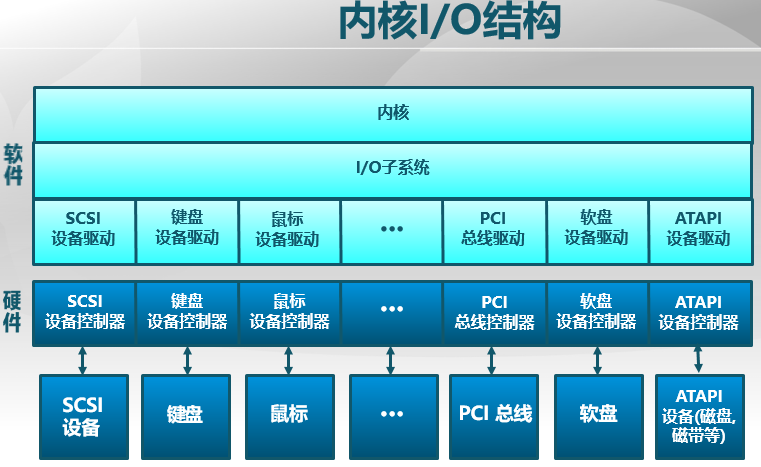 内核I/O结构
软件
内核
I/O子系统
SCSI
设备驱动
键盘
设备驱动
鼠标
设备驱动
•••
PCI
总线驱动
软盘
设备驱动
ATAPI
设备驱动
硬件
SCSI
设备控制器
键盘
设备控制器
鼠标
设备控制器
•••
PCI
总线控制器
软盘
设备控制器
ATAPI
设备控制器
SCSI
设备
键盘
鼠标
•••
PCI 总线
软盘
ATAPI
设备(磁盘,
磁带等)